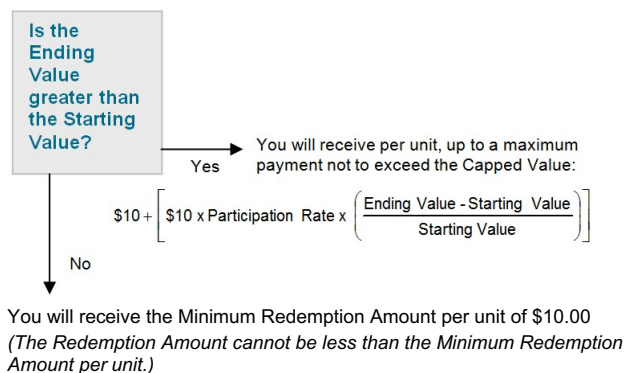 Is the
Ending
Value
greater than
the Starting
Value?
Yes
You will receive per unit, up to a maximum
payment not to exceed the Capped Value:
$10 + [ $10 x Participation Rate x ( Ending Value - Starting Value
Starting Value ) ]
No
You will receive the Minimum Redemption Amount per unit of $10.00
(The Redemption Amount cannot be less than the Minimum Redemption
Amount per unit.)